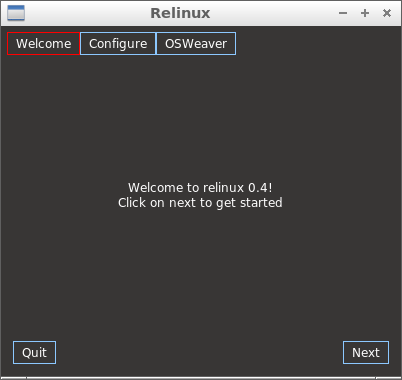 Relinux
Welcome Configure OSWeaver
Welcome to relinux 0.4!
Click on next to get started
Quit Next